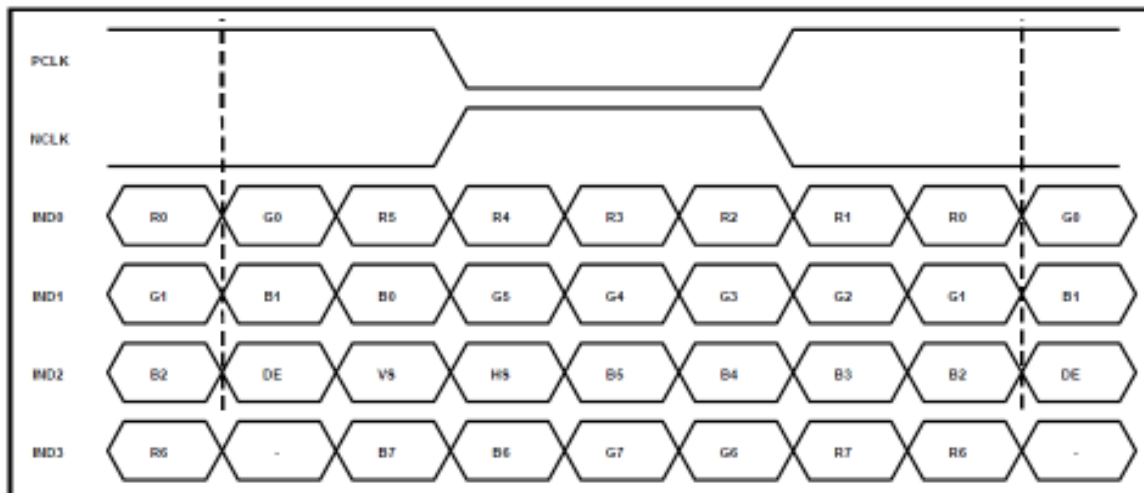 PCLK
NCLK
IND0 R0 G0 R5 R4 R3 R2 R1 R0 G0
IND1 G1 B1 B0 G5 G4 G3 G2 G1 B1
IND2 B2 DE VS HS B5 B4 B3 B2 DE
IND3 R6 - B7 B6 G7 G6 R7 R6 -